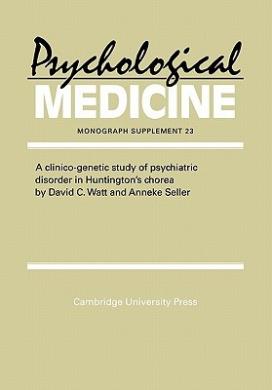 Psychological
MEDICINE
MONOGRAPH SUPPLEMENT 23
A clinico-genetic study of psychiatric
disorder in Huntington's chorea
by David C. Watt and Anneke Seller
Cambridge University Press